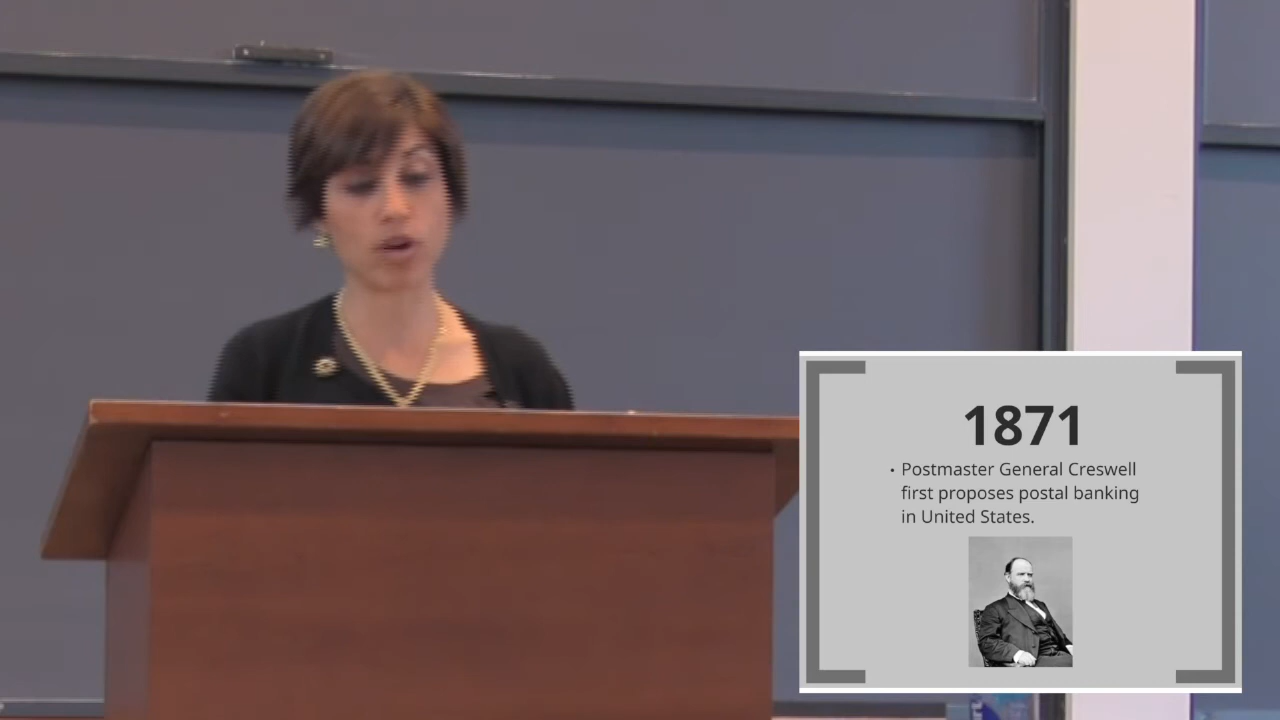 1871
• Postmaster General Creswell
first proposes postal banking
in United States.